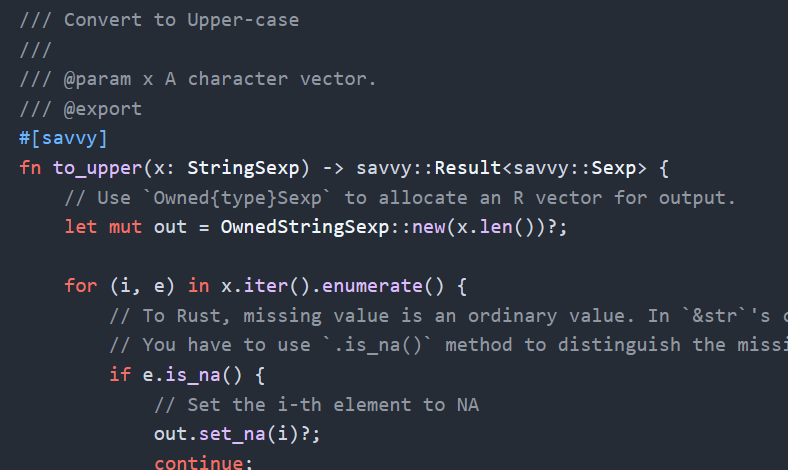 /// Convert to Upper-case
///
/// @param x A character vector.
/// @export
#[savvy]
fn to_upper(x: StringSexp) -> savvy::Result<savvy::Sexp> {
    // Use `Owned{type}Sexp` to allocate an R vector for output.
    let mut out = OwnedStringSexp::new(x.len())?;
    for (i, e) in x.iter().enumerate() {
        // To Rust, missing value is an ordinary value. In `&str`'s
        // You have to use `.is_na()` method to distinguish the
        if e.is_na() {
            // Set the i-th element to NA
            out.set_na(i)?;
            continue;